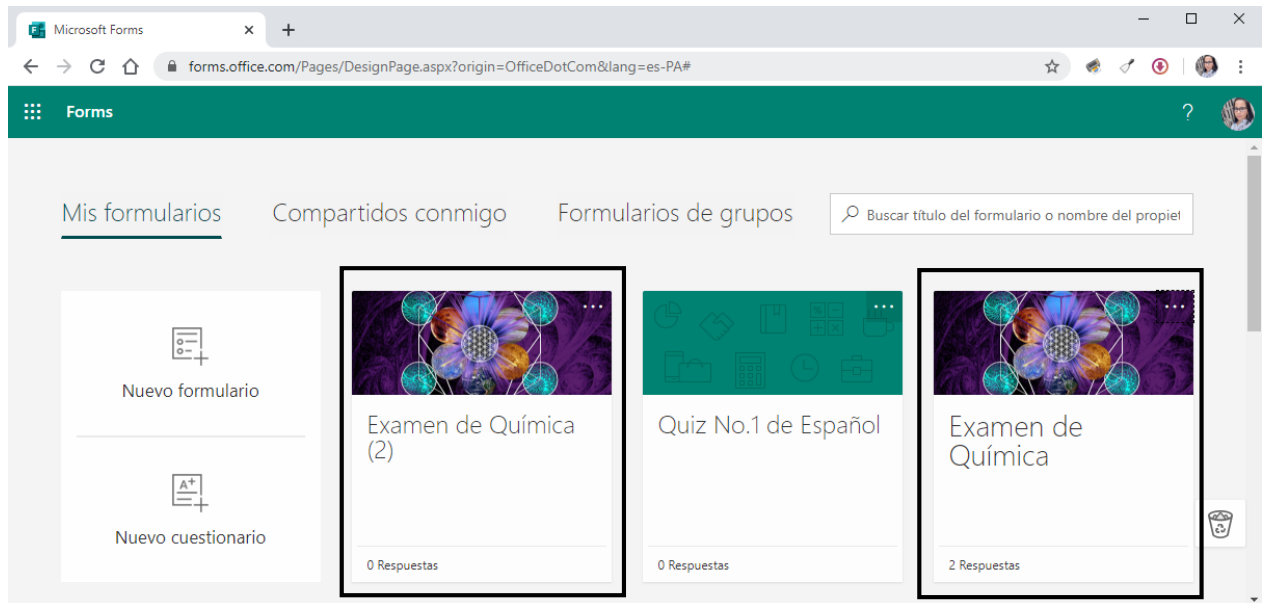 Microsoft Forms
forms.office.com/Pages/DesignPage.aspx?origin=OfficeDotCom&lang=es-PA#
Forms
?
Mis formularios
Compartidos conmigo
Formularios de grupos
Buscar título del formulario o nombre del propiet
Nuevo formulario
Nuevo cuestionario
Examen de Química
(2)
0 Respuestas
Quiz No.1 de Español
0 Respuestas
Examen de
Química
2 Respuestas